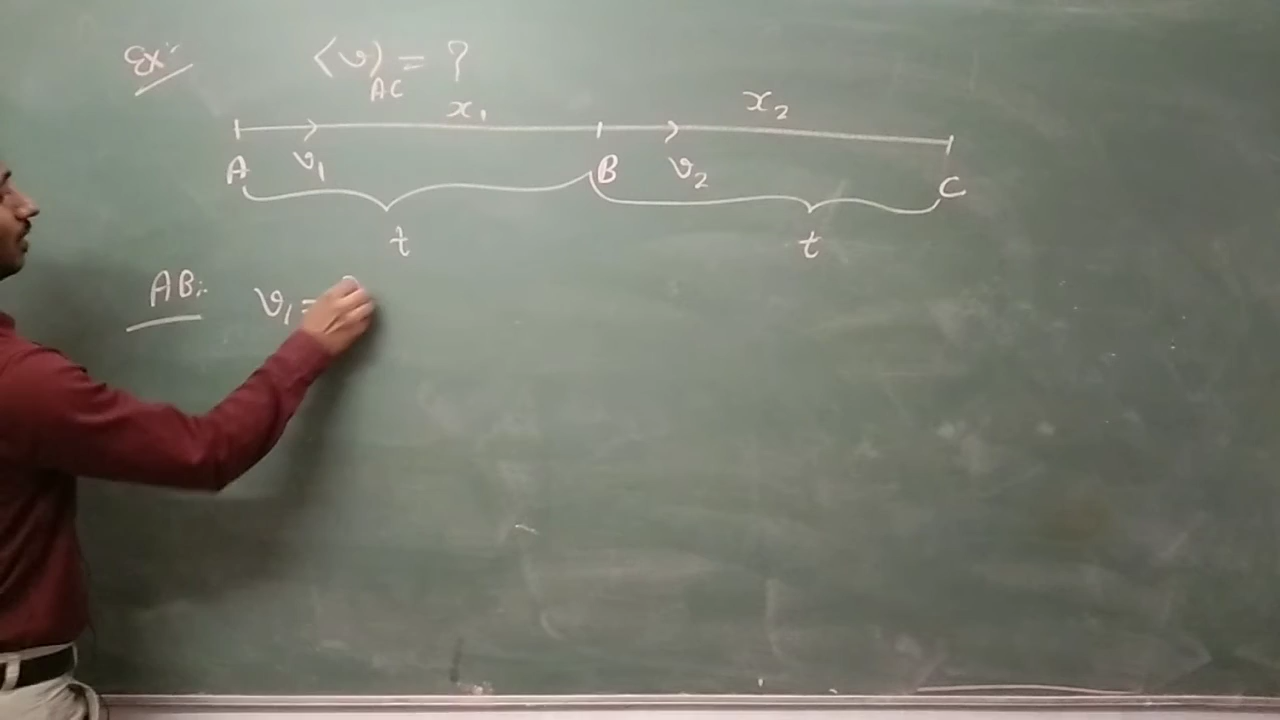 Ex:-
⟨v⟩AC = ?
x₁ x₂
A v₁ B v₂ C
t t
AB:- v₁ =